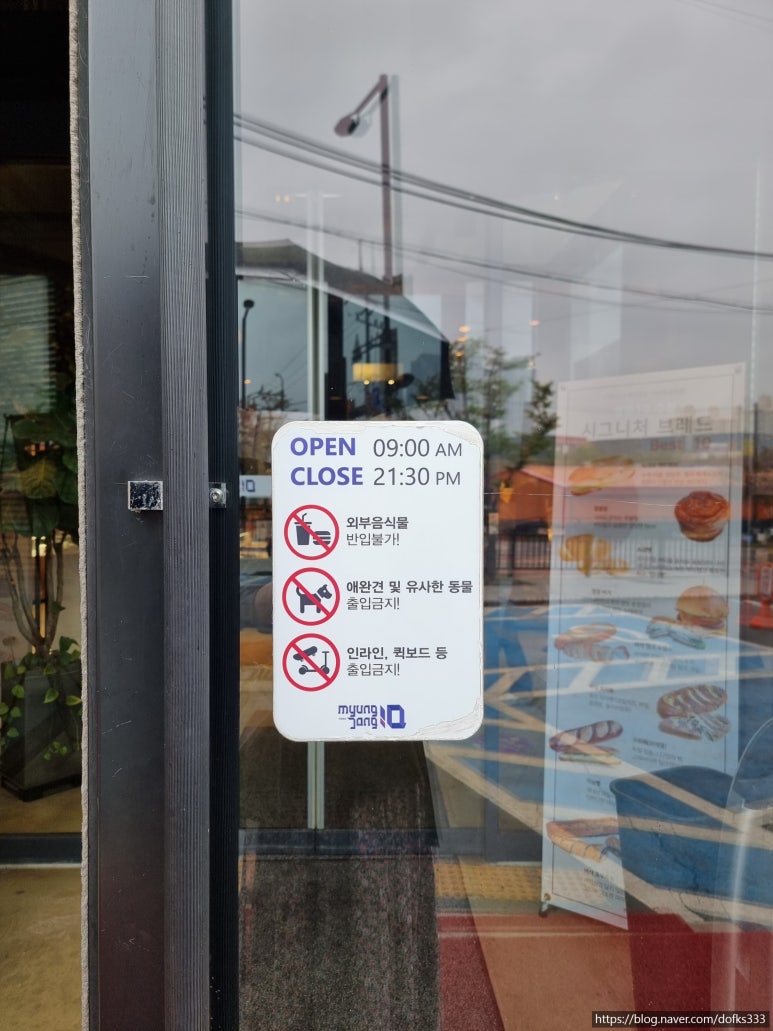 OPEN 09:00 AM
CLOSE 21:30 PM
외부음식물
반입불가!
애완견 및 유사한 동물
출입금지!
인라인, 퀵보드 등
출입금지!
myung
jang
IQ
시그니처 브레드
https://blog.naver.com/dofks333